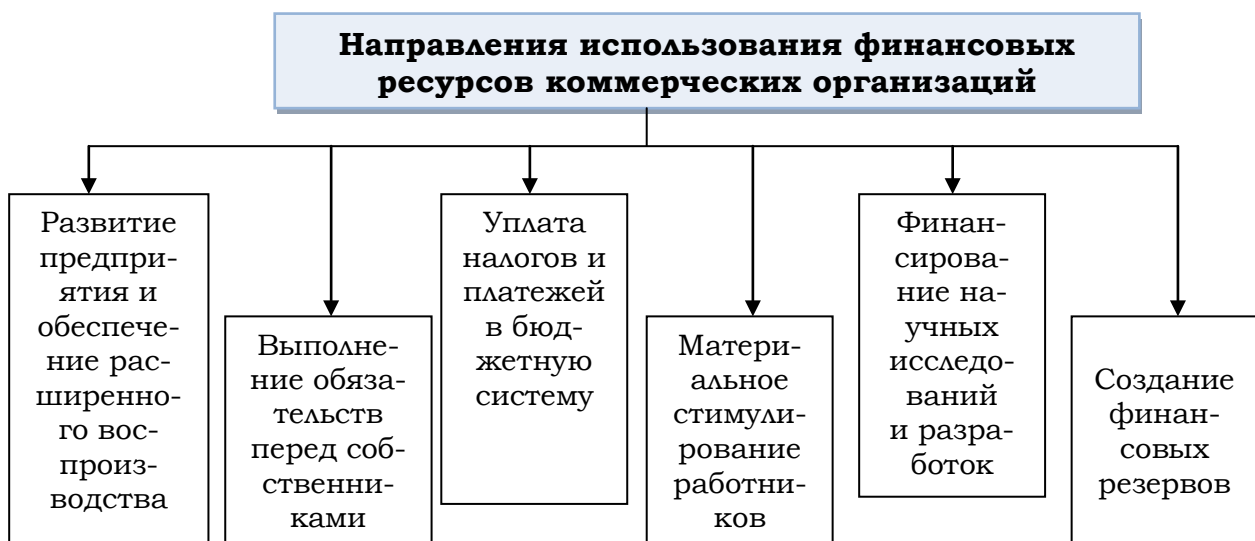 Направления использования финансовых
ресурсов коммерческих организаций
Развитие
предпри-
ятия и
обеспече-
ние рас-
ширенно-
го вос-
произ-
водства
Выполне-
ние обяза-
тельств
перед соб-
ственни-
ками
Уплата
налогов и
платежей
в бюд-
жетную
систему
Матери-
альное
стимули-
рование
работни-
ков
Финан-
сирова-
ние на-
учных
исследо-
ваний
и разра-
боток
Создание
финан-
совых
резервов